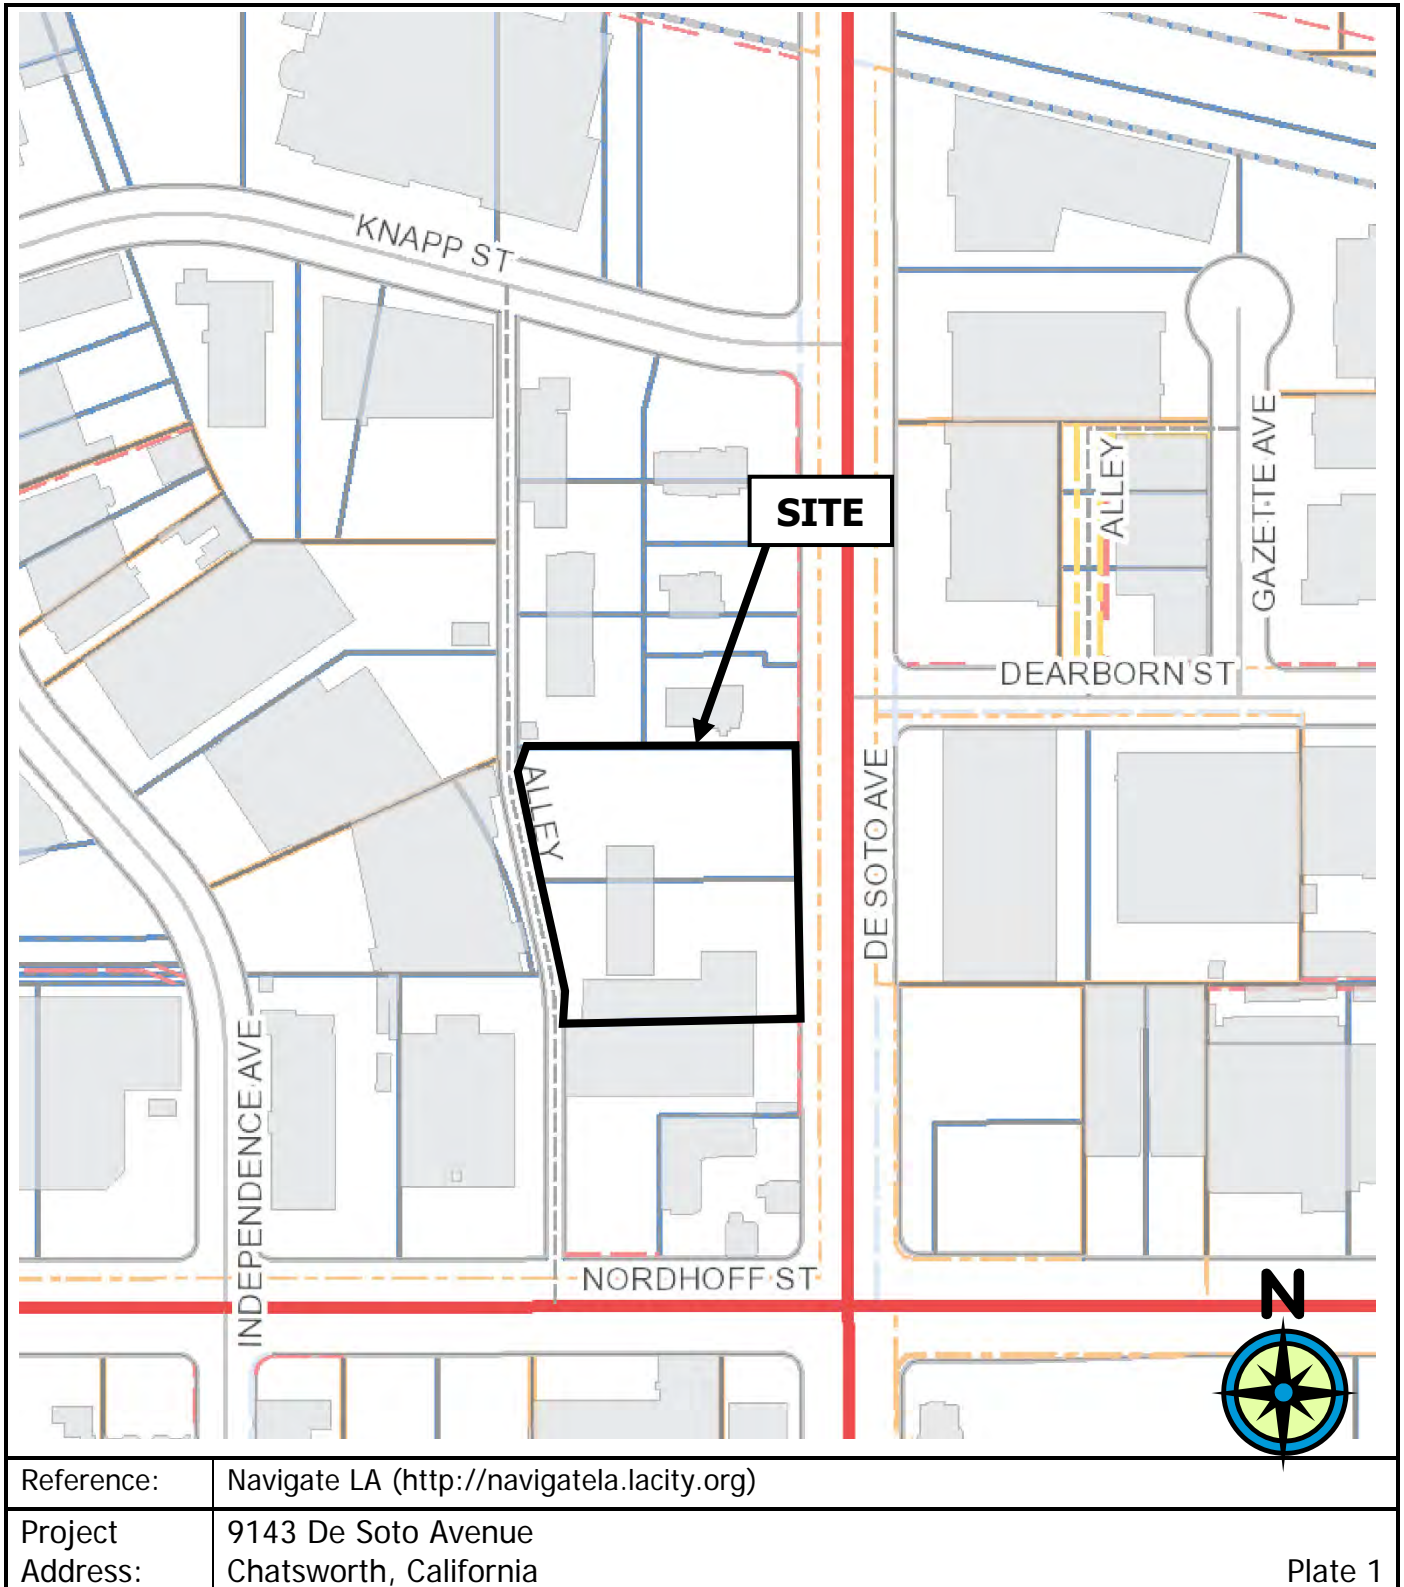 KNAPP ST
SITE
ALLEY
GAZETTE AVE
DEARBORN ST
ALLEY
DE SOTO AVE
INDEPENDENCE AVE
NORDHOFF ST
N
Reference: Navigate LA (http://navigatela.lacity.org)
Project 9143 De Soto Avenue
Address: Chatsworth, California Plate 1